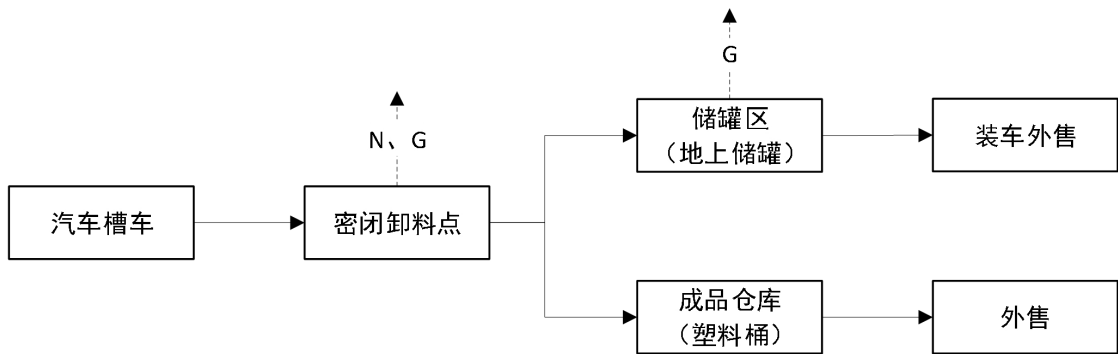 G
N、G
储罐区
（地上储罐）
装车外售
汽车槽车
密闭卸料点
成品仓库
（塑料桶）
外售